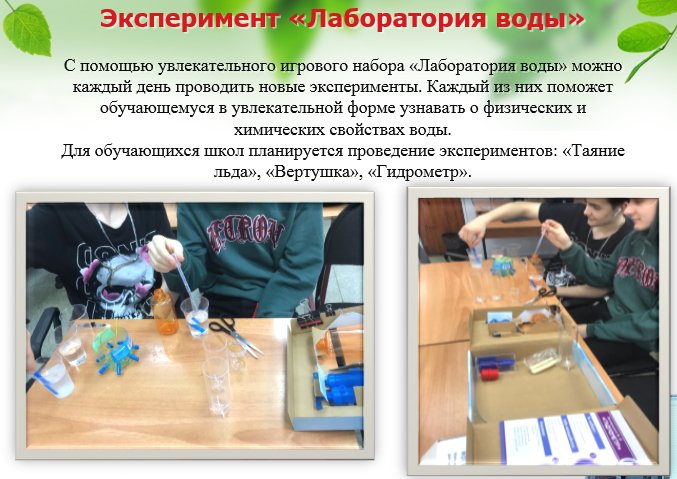 Эксперимент «Лаборатория воды»
С помощью увлекательного игрового набора «Лаборатория воды» можно
каждый день проводить новые эксперименты. Каждый из них поможет
обучающемуся в увлекательной форме узнавать о физических и
химических свойствах воды.
Для обучающихся школ планируется проведение экспериментов: «Таяние
льда», «Вертушка», «Гидрометр».